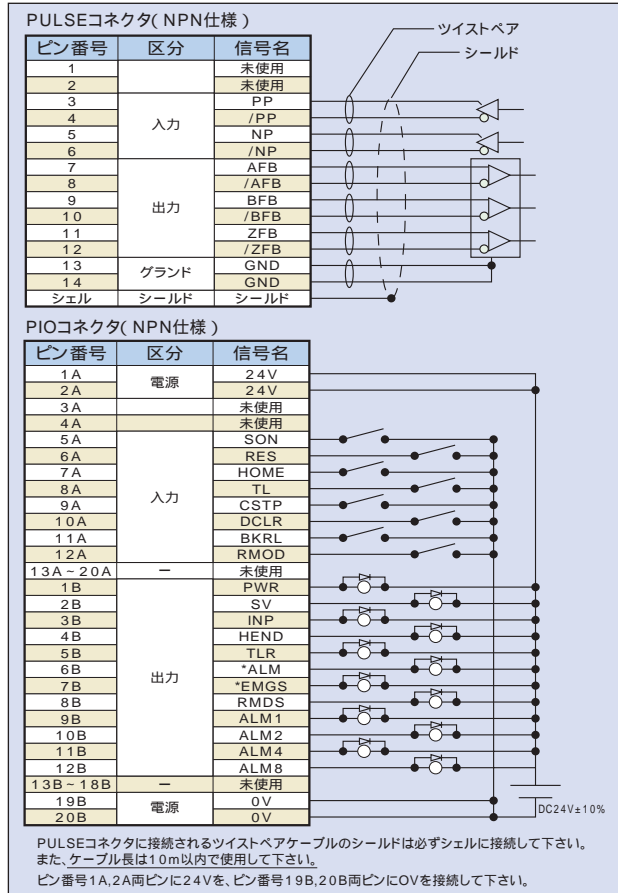 PULSEコネクタ( NPN仕様 )
ツイストペア
シールド
ピン番号 区分 信号名
1 未使用
2 未使用
3 PP
4 /PP
入力
5 NP
6 /NP
7 AFB
8 /AFB
9 BFB
出力
10 /BFB
11 ZFB
12 /ZFB
13 GND
グランド
14 GND
シェル シールド シールド
PIOコネクタ( NPN仕様 )
ピン番号 区分 信号名
1A 24V
電源
2A 24V
3A 未使用
4A 未使用
5A SON
6A RES
7A HOME
8A TL
入力
9A CSTP
10A DCLR
11A BKRL
12A RMOD
13A~20A ー 未使用
1B PWR
2B SV
3B INP
4B HEND
5B TLR
6B *ALM
出力
7B *EMGS
8B RMDS
9B ALM1
10B ALM2
11B ALM4
12B ALM8
13B~18B ー 未使用
19B 0V
電源
20B 0V
DC24V±10%
PULSEコネクタに接続されるツイストペアケーブルのシールドは必ずシェルに接続して下さい。
また、ケーブル長は10m以内で使用して下さい。
ピン番号1A,2A両ピンに24Vを、ピン番号19B,20B両ピンにOVを接続して下さい。